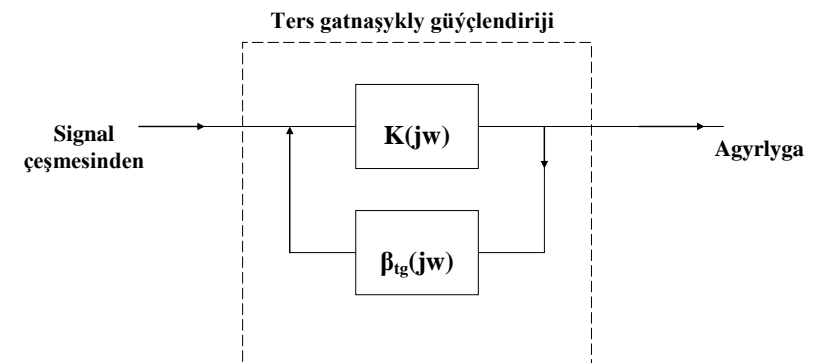 Ters gatnaşykly güýçlendiriji
Signal
çeşmesinden
K(jw)
Agyrlyga
βtg(jw)